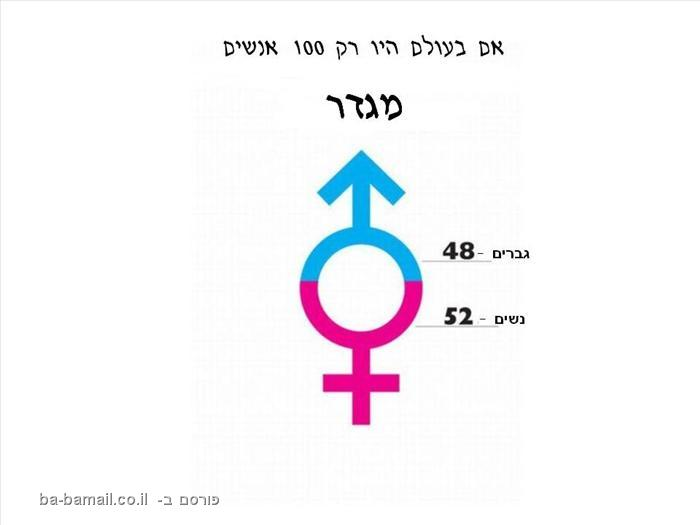 אם בעולם היו רק 100 אנשים
מגדר
גברים - 48
נשים - 52
פורסם ב- ba-bamail.co.il